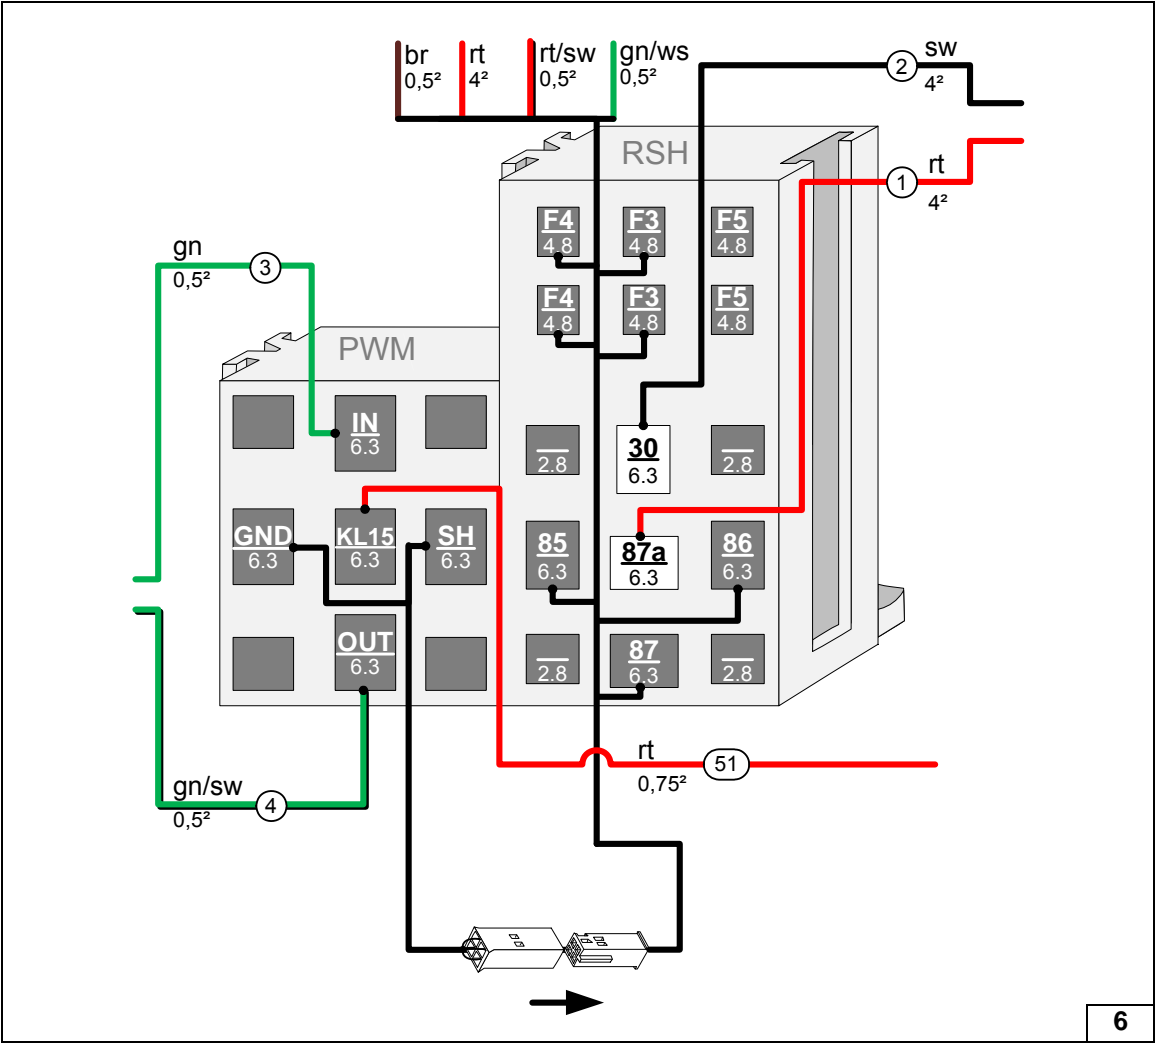 br
0,5²
rt
4²
rt/sw
0,5²
gn/ws
0,5²
2
sw
4²
RSH
1
rt
4²
F4
4.8
F3
4.8
F5
4.8
gn
0,5²
3
F4
4.8
F3
4.8
F5
4.8
PWM
IN
6.3
2.8
30
6.3
2.8
GND
6.3
KL15
6.3
SH
6.3
85
6.3
87a
6.3
86
6.3
OUT
6.3
2.8
87
6.3
2.8
rt
0,75²
51
gn/sw
0,5²
4
6